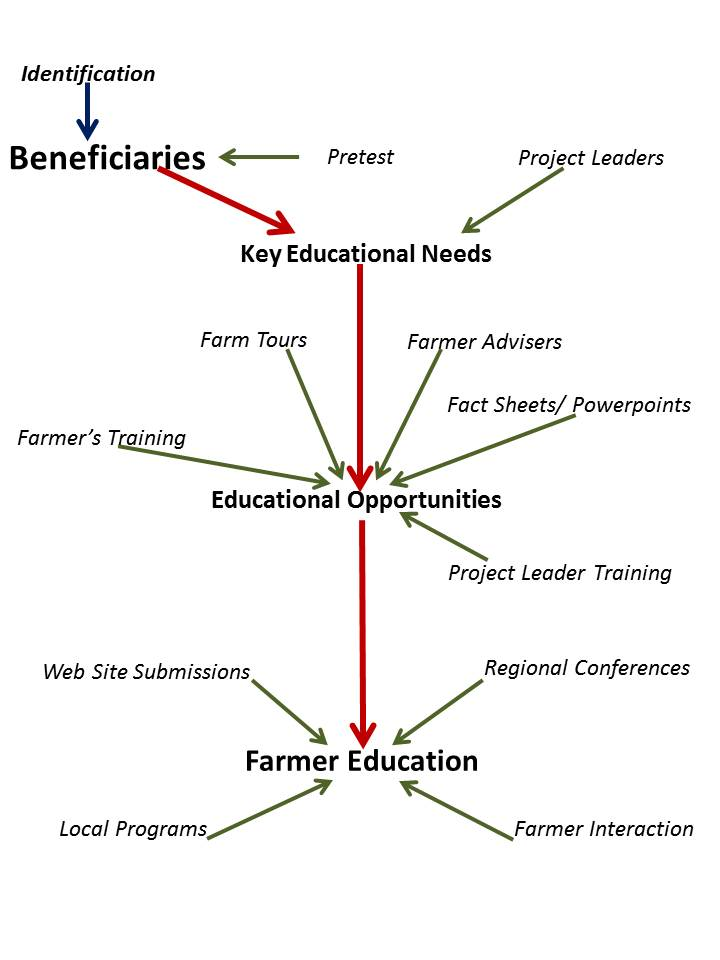 Identification
Beneficiaries
Pretest
Project Leaders
Key Educational Needs
Farm Tours
Farmer Advisers
Fact Sheets/ Powerpoints
Farmer's Training
Educational Opportunities
Project Leader Training
Web Site Submissions
Regional Conferences
Farmer Education
Local Programs
Farmer Interaction